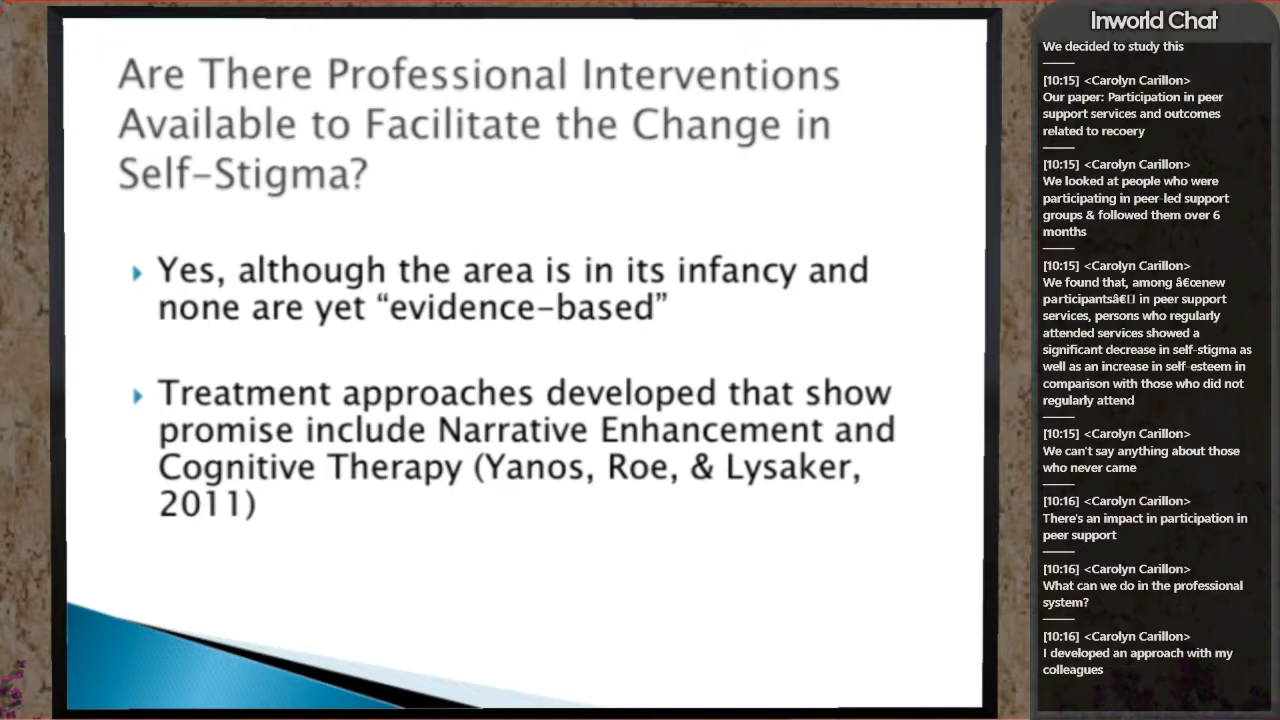 Are There Professional Interventions
Available to Facilitate the Change in
Self-Stigma?
Yes, although the area is in its infancy and
none are yet “evidence-based”
Treatment approaches developed that show
promise include Narrative Enhancement and
Cognitive Therapy (Yanos, Roe, & Lysaker,
2011)
Inworld Chat
We decided to study this
[10:15] <Carolyn Carillon>
Our paper: Participation in peer
support services and outcomes
related to recoery
[10:15] <Carolyn Carillon>
We looked at people who were
participating in peer-led support
groups & followed them over 6
months
[10:15] <Carolyn Carillon>
We found that, among â€œnew
participantsâ€ in peer support
services, persons who regularly
attended services showed a
significant decrease in self-stigma as
well as an increase in self-esteem in
comparison with those who did not
regularly attend
[10:15] <Carolyn Carillon>
We can't say anything about those
who never came
[10:16] <Carolyn Carillon>
There's an impact in participation in
peer support
[10:16] <Carolyn Carillon>
What can we do in the professional
system?
[10:16] <Carolyn Carillon>
I developed an approach with my
colleagues